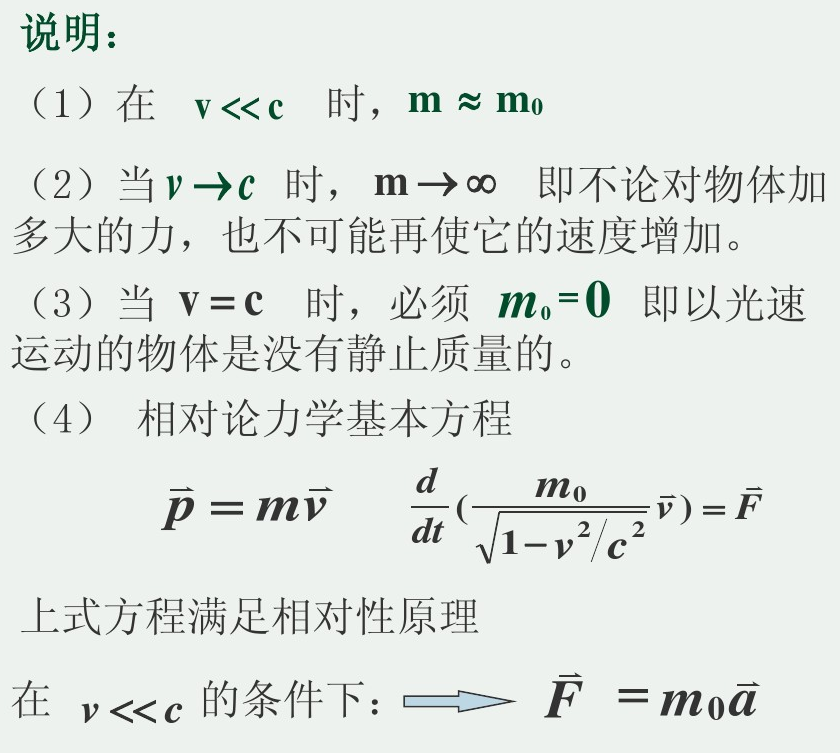 说明：
（1）在 v<<c 时，m ≈ m₀
（2）当 v→c 时， m→∞ 即不论对物体加
多大的力，也不可能再使它的速度增加。
（3）当 v=c 时，必须 m₀=0 即以光速
运动的物体是没有静止质量的。
（4） 相对论力学基本方程
p⃗ = mv⃗ d/dt(m₀/√(1−v²/c²) v⃗) = F⃗
上式方程满足相对性原理
在 v<<c 的条件下： F⃗ = m₀a⃗